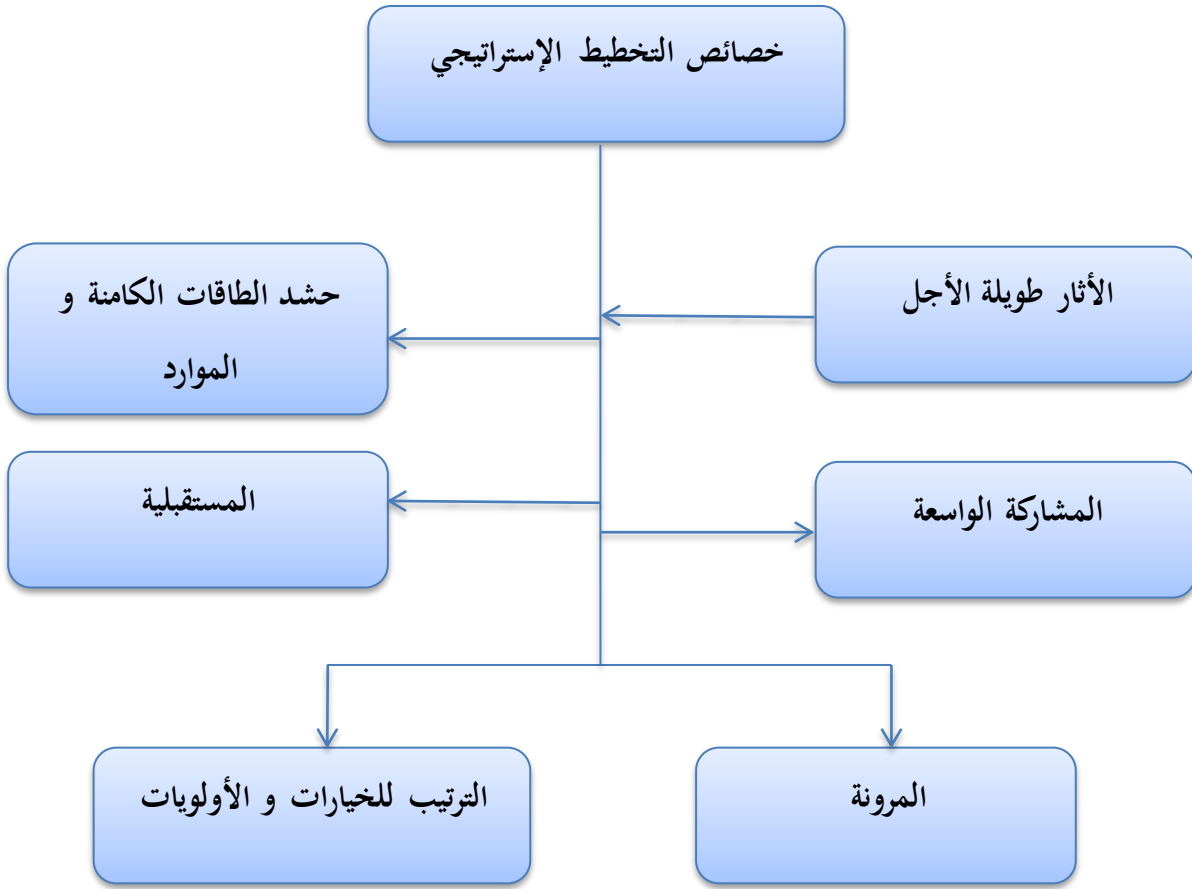 خصائص التخطيط الإستراتيجي
الأثار طويلة الأجل
حشد الطاقات الكامنة و
الموارد
المشاركة الواسعة
المستقبلية
المرونة
الترتيب للخيارات و الأولويات